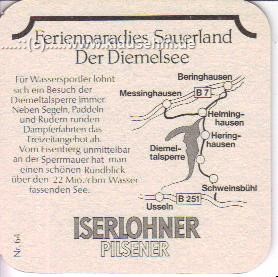 Ferienparadies Sauerland
Der Diemelsee
Für Wassersportler lohnt
sich ein Besuch der
Diemeltalsperre immer.
Neben Segeln, Paddeln
und Rudern runden
Dampferfahrten das
Freizeitangebot ab.
Vom Eisenberg unmittelbar
an der Sperrmauer hat man
einen schönen Rundblick
über den 22 Mio./cbm Wasser
fassenden See.
Beringhausen
Messinghausen
B 7
Helming-
hausen
Hering-
hausen
Diemel-
talsperre
Schweinsbühl
B 251
Usseln
Nr. 64
ISERLOHNER
PILSENER